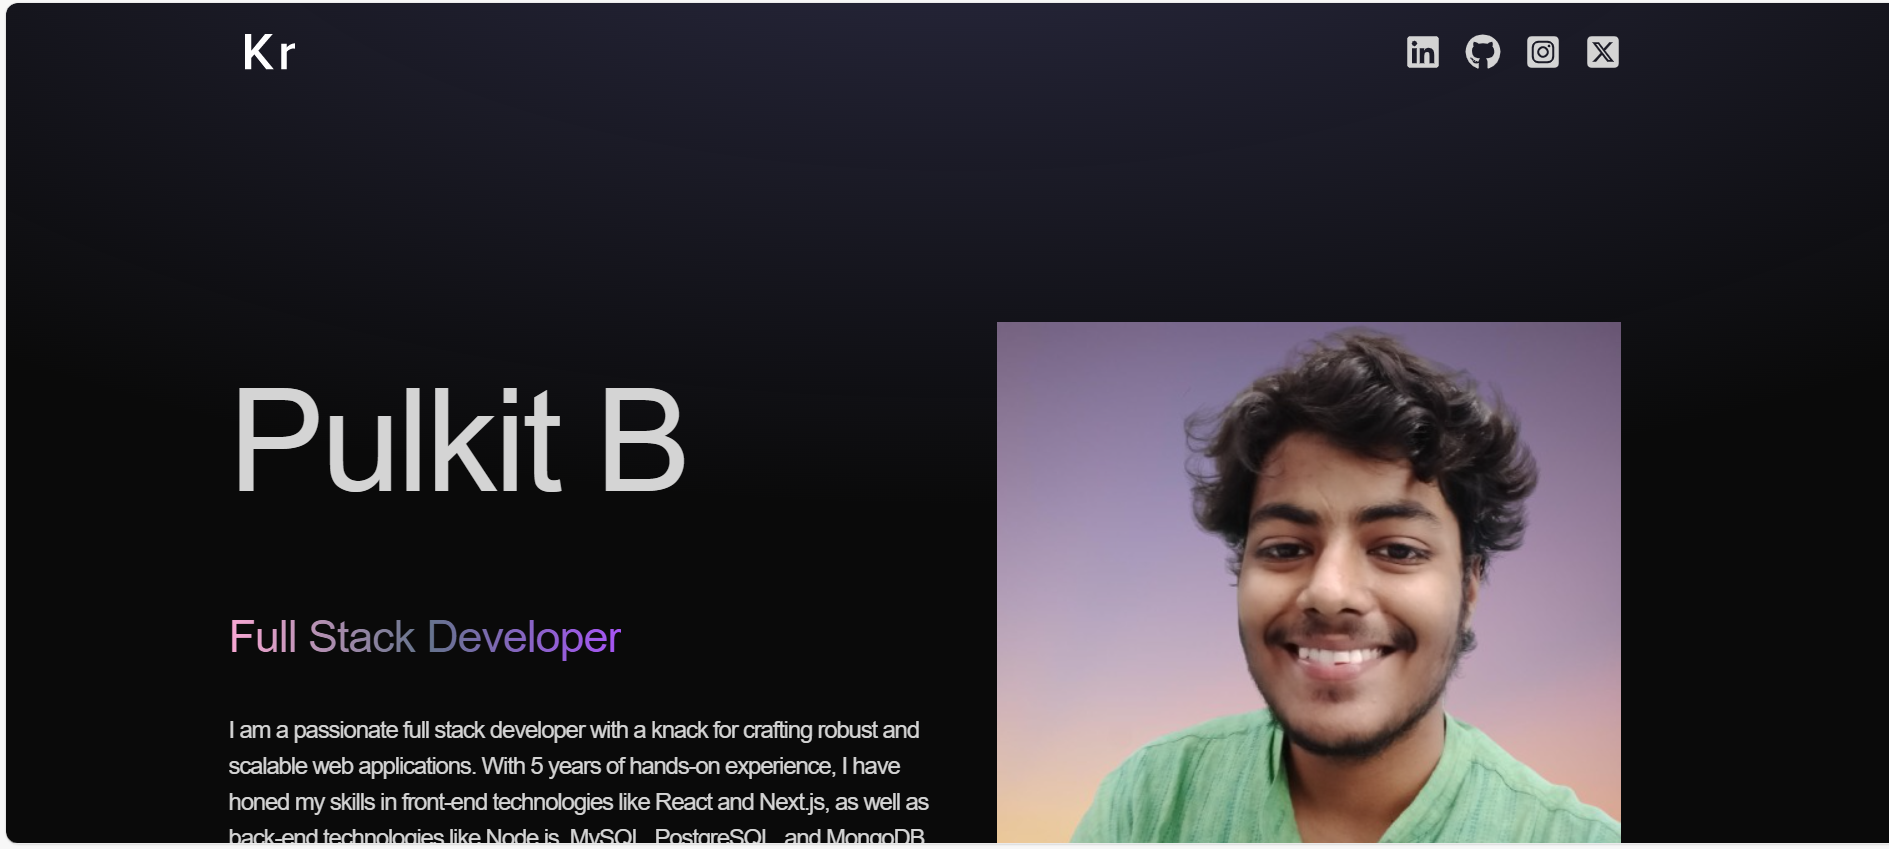 Kr
Pulkit B
Full Stack Developer
I am a passionate full stack developer with a knack for crafting robust and
scalable web applications. With 5 years of hands-on experience, I have
honed my skills in front-end technologies like React and Next.js, as well as
back-end technologies like Node.js, MySQL, PostgreSQL, and MongoDB.